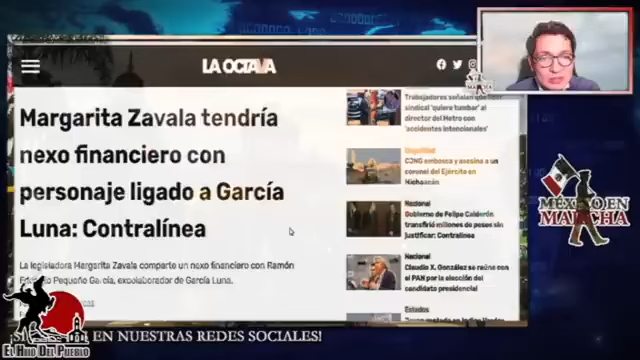 LA OCTAVA
Margarita Zavala tendría
nexo financiero con
personaje ligado a García
Luna: Contralínea
La legisladora Margarita Zavala comparte un nexo financiero con Ramón
Pequeño García, excolaborador de García Luna.
Trabajadores señalan que
sindical 'quiere tumbar' al
director del Metro con
'accidentes intencionales'
Seguridad
CJNG embosca y asesina a un
coronel del Ejército en
Michoacán
Nacional
Gobierno de Felipe Calderón
transfirió millones de pesos sin
justificar: Contralínea
Nacional
Claudio X. González se reúne con
el PAN por la elección del
candidato presidencial
Estados
MÉXICO EN
MARCHA
EN NUESTRAS REDES SOCIALES!
EL HIJO DEL PUEBLO